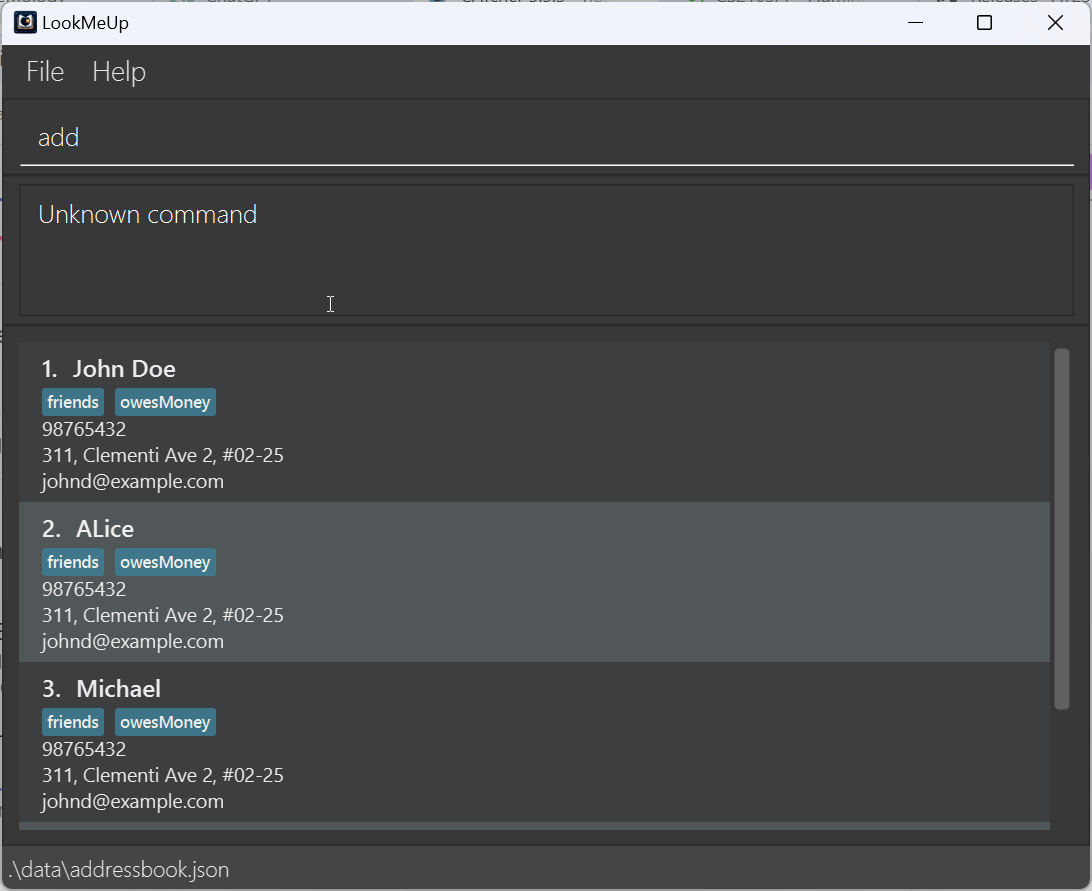 LookMeUp
File Help
add
Unknown command
1. John Doe
friends owesMoney
98765432
311, Clementi Ave 2, #02-25
johnd@example.com
2. ALice
friends owesMoney
98765432
311, Clementi Ave 2, #02-25
johnd@example.com
3. Michael
friends owesMoney
98765432
311, Clementi Ave 2, #02-25
johnd@example.com
.\data\addressbook.json